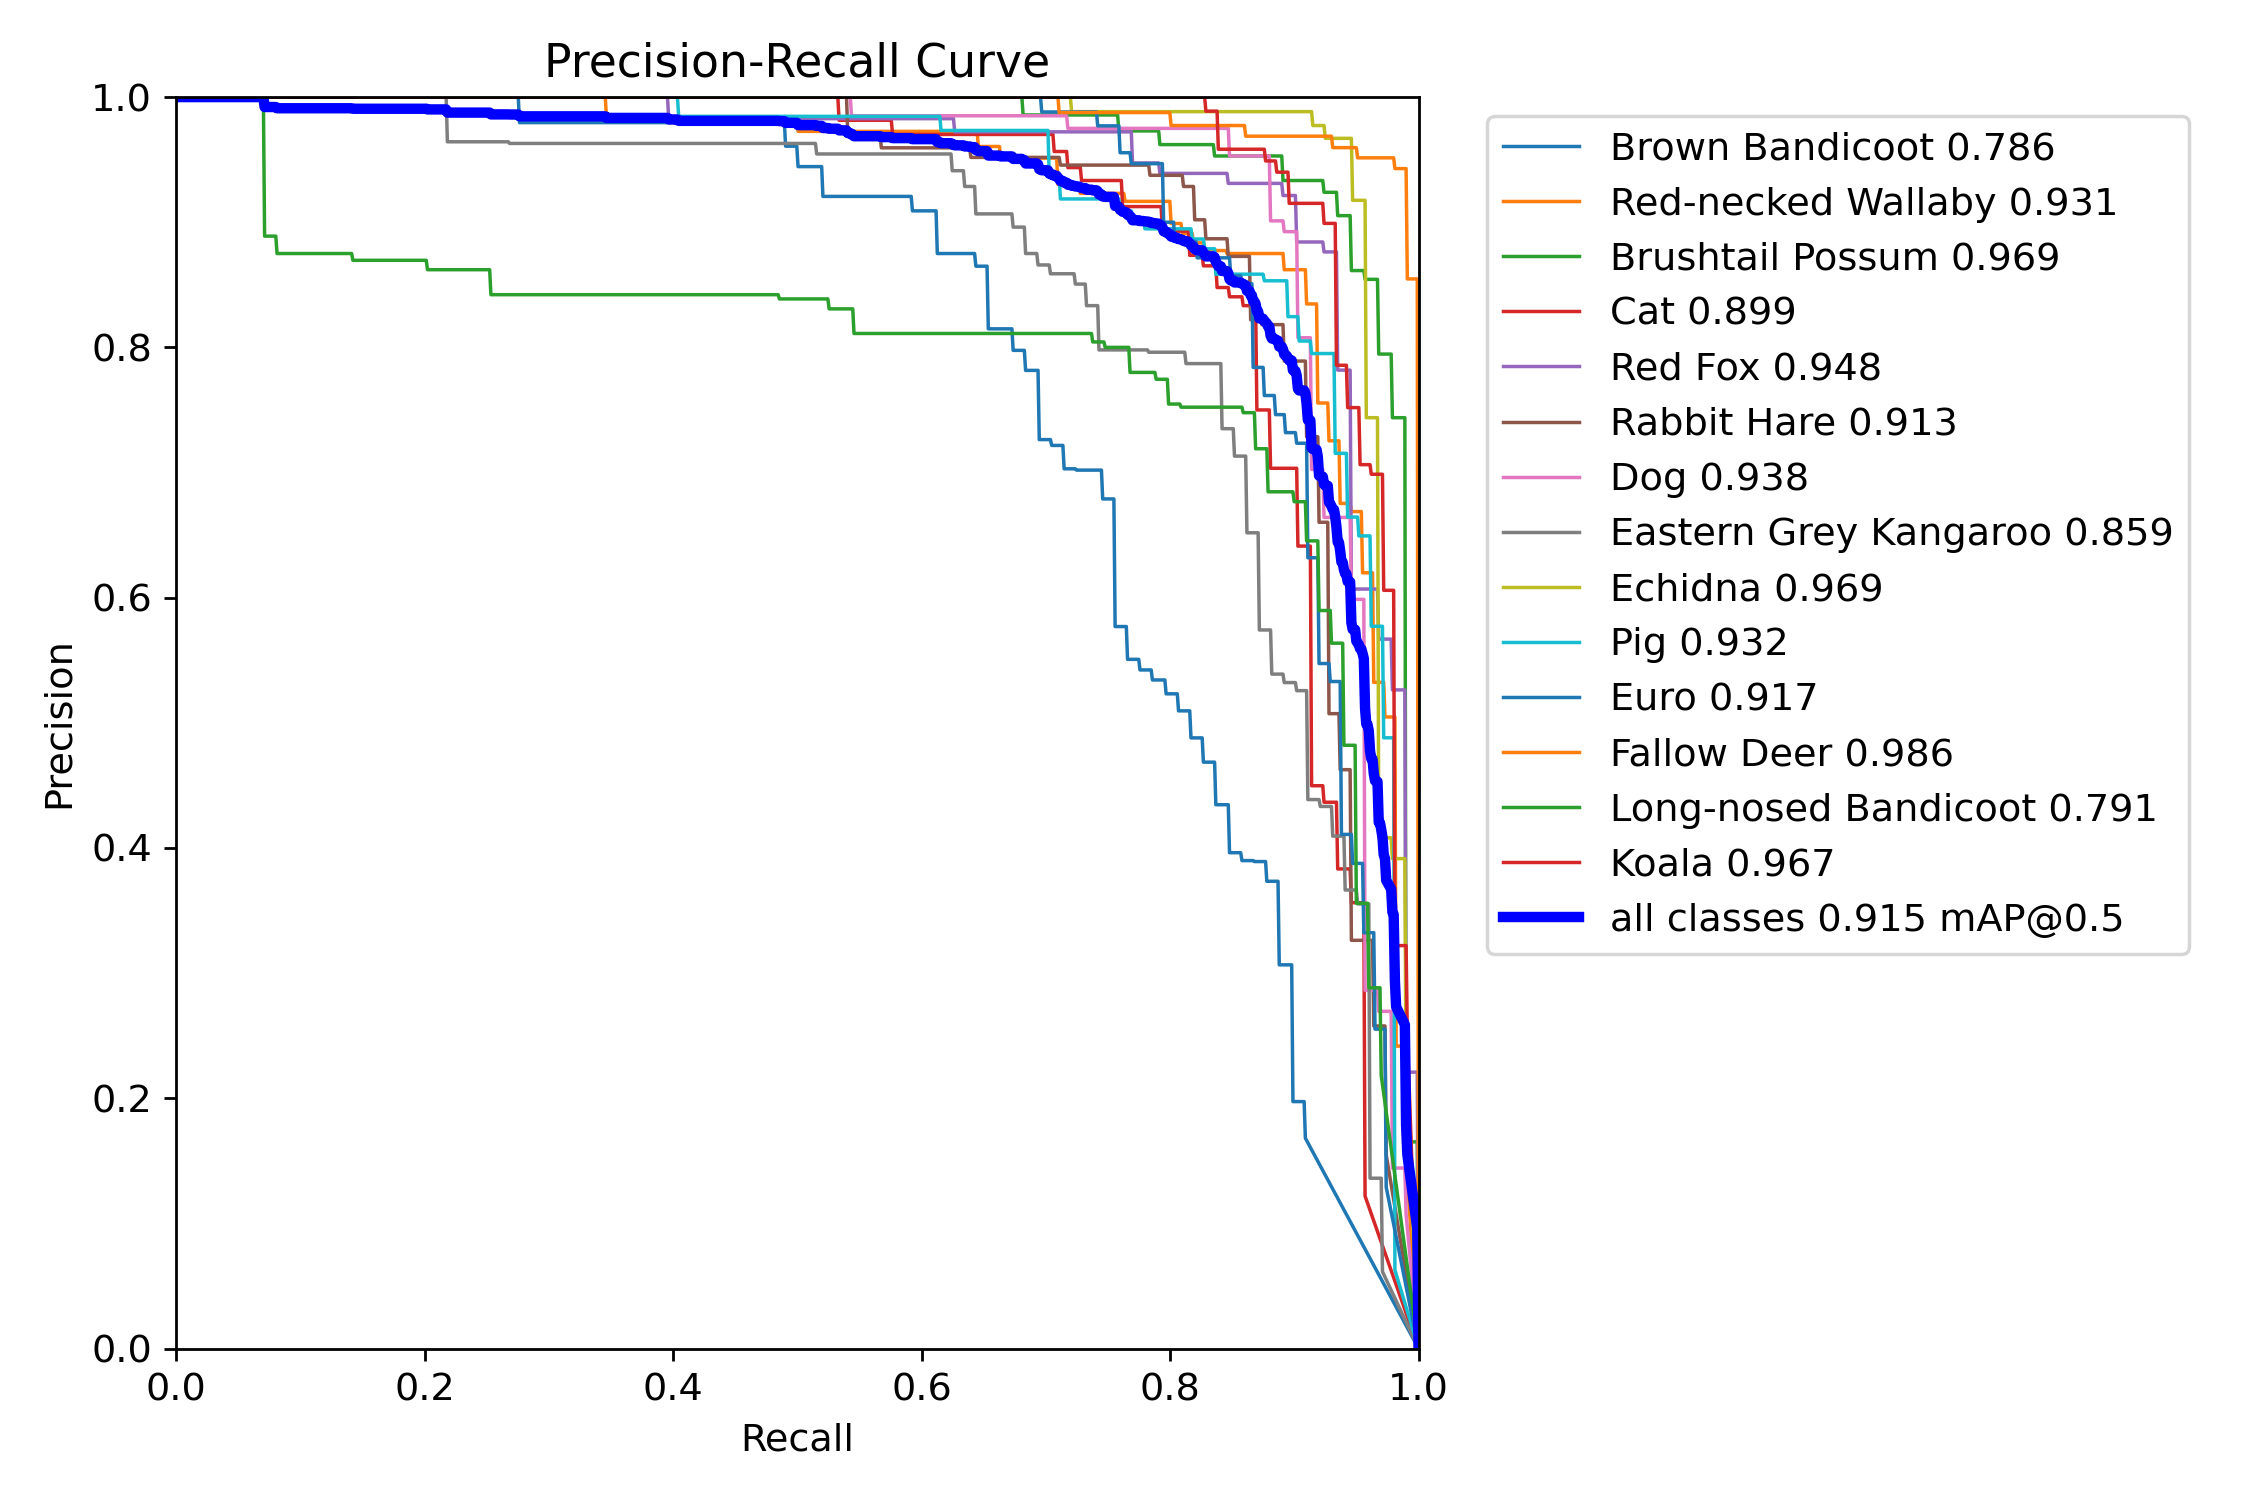 Precision-Recall Curve
1.0
0.8
0.6
0.4
0.2
0.0
Precision
0.0 0.2 0.4 0.6 0.8 1.0
Recall
Brown Bandicoot 0.786
Red-necked Wallaby 0.931
Brushtail Possum 0.969
Cat 0.899
Red Fox 0.948
Rabbit Hare 0.913
Dog 0.938
Eastern Grey Kangaroo 0.859
Echidna 0.969
Pig 0.932
Euro 0.917
Fallow Deer 0.986
Long-nosed Bandicoot 0.791
Koala 0.967
all classes 0.915 mAP@0.5